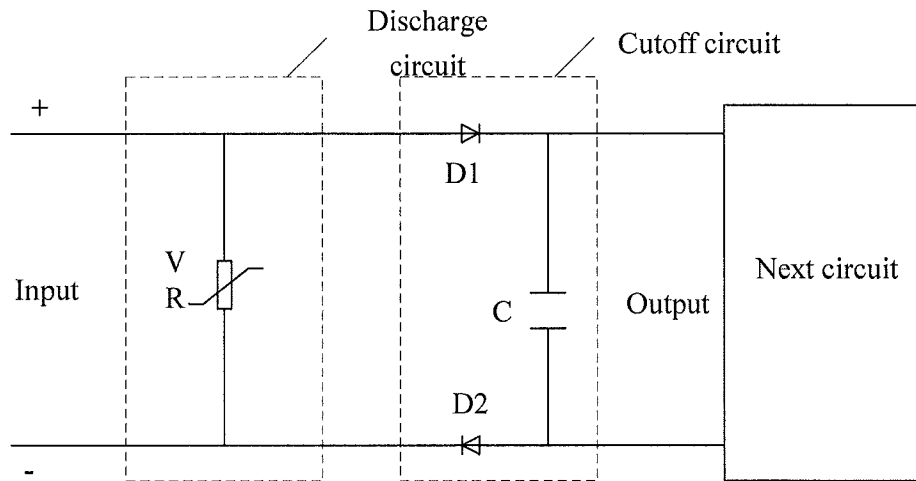 Discharge
circuit
Cutoff circuit
+
D1
V
R
Input
C
Output
Next circuit
D2
-